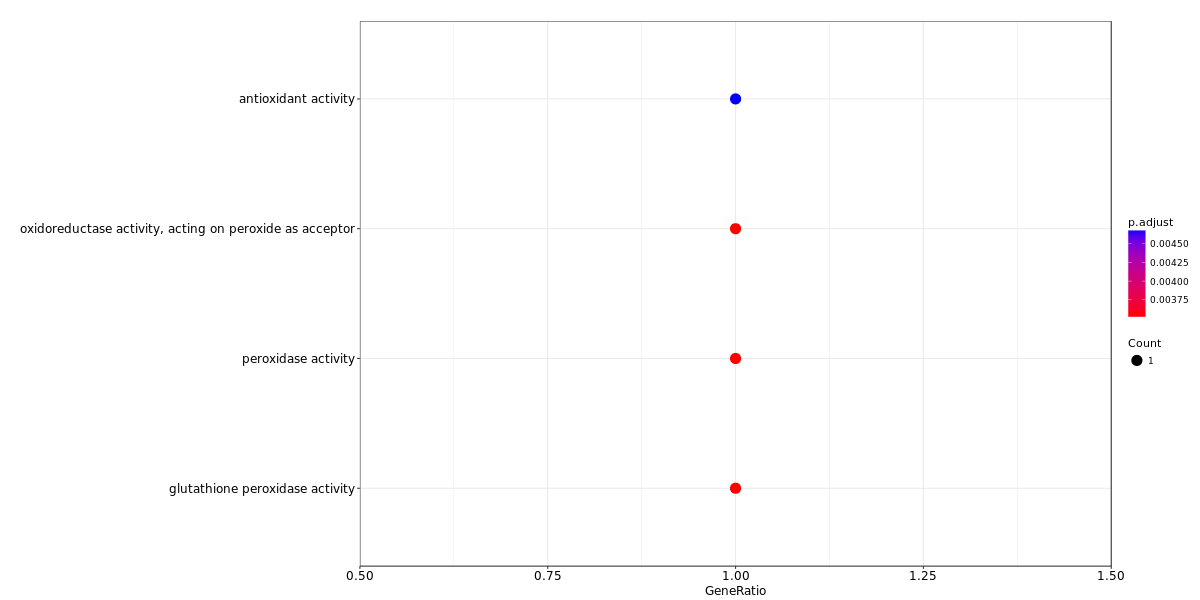 antioxidant activity
oxidoreductase activity, acting on peroxide as acceptor
peroxidase activity
glutathione peroxidase activity
0.50 0.75 1.00 1.25 1.50
GeneRatio
p.adjust
0.00450
0.00425
0.00400
0.00375
Count
1